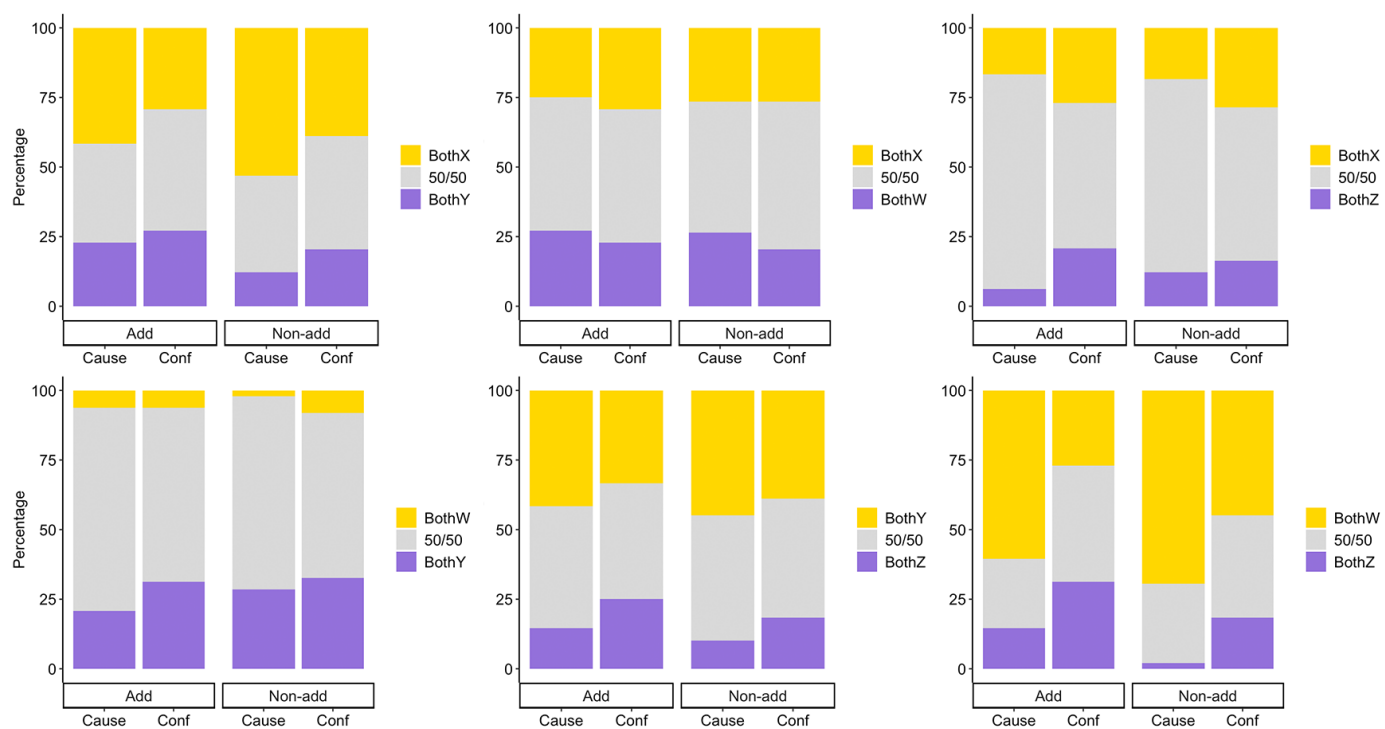 100
75
50
25
0
Percentage
Add
Non-add
Cause
Conf
Cause
Conf
BothX
50/50
BothY
100
75
50
25
0
Add
Non-add
Cause
Conf
Cause
Conf
BothX
50/50
BothW
100
75
50
25
0
Add
Non-add
Cause
Conf
Cause
Conf
BothX
50/50
BothZ
100
75
50
25
0
Percentage
Add
Non-add
Cause
Conf
Cause
Conf
BothW
50/50
BothY
100
75
50
25
0
Add
Non-add
Cause
Conf
Cause
Conf
BothY
50/50
BothZ
100
75
50
25
0
Add
Non-add
Cause
Conf
Cause
Conf
BothW
50/50
BothZ